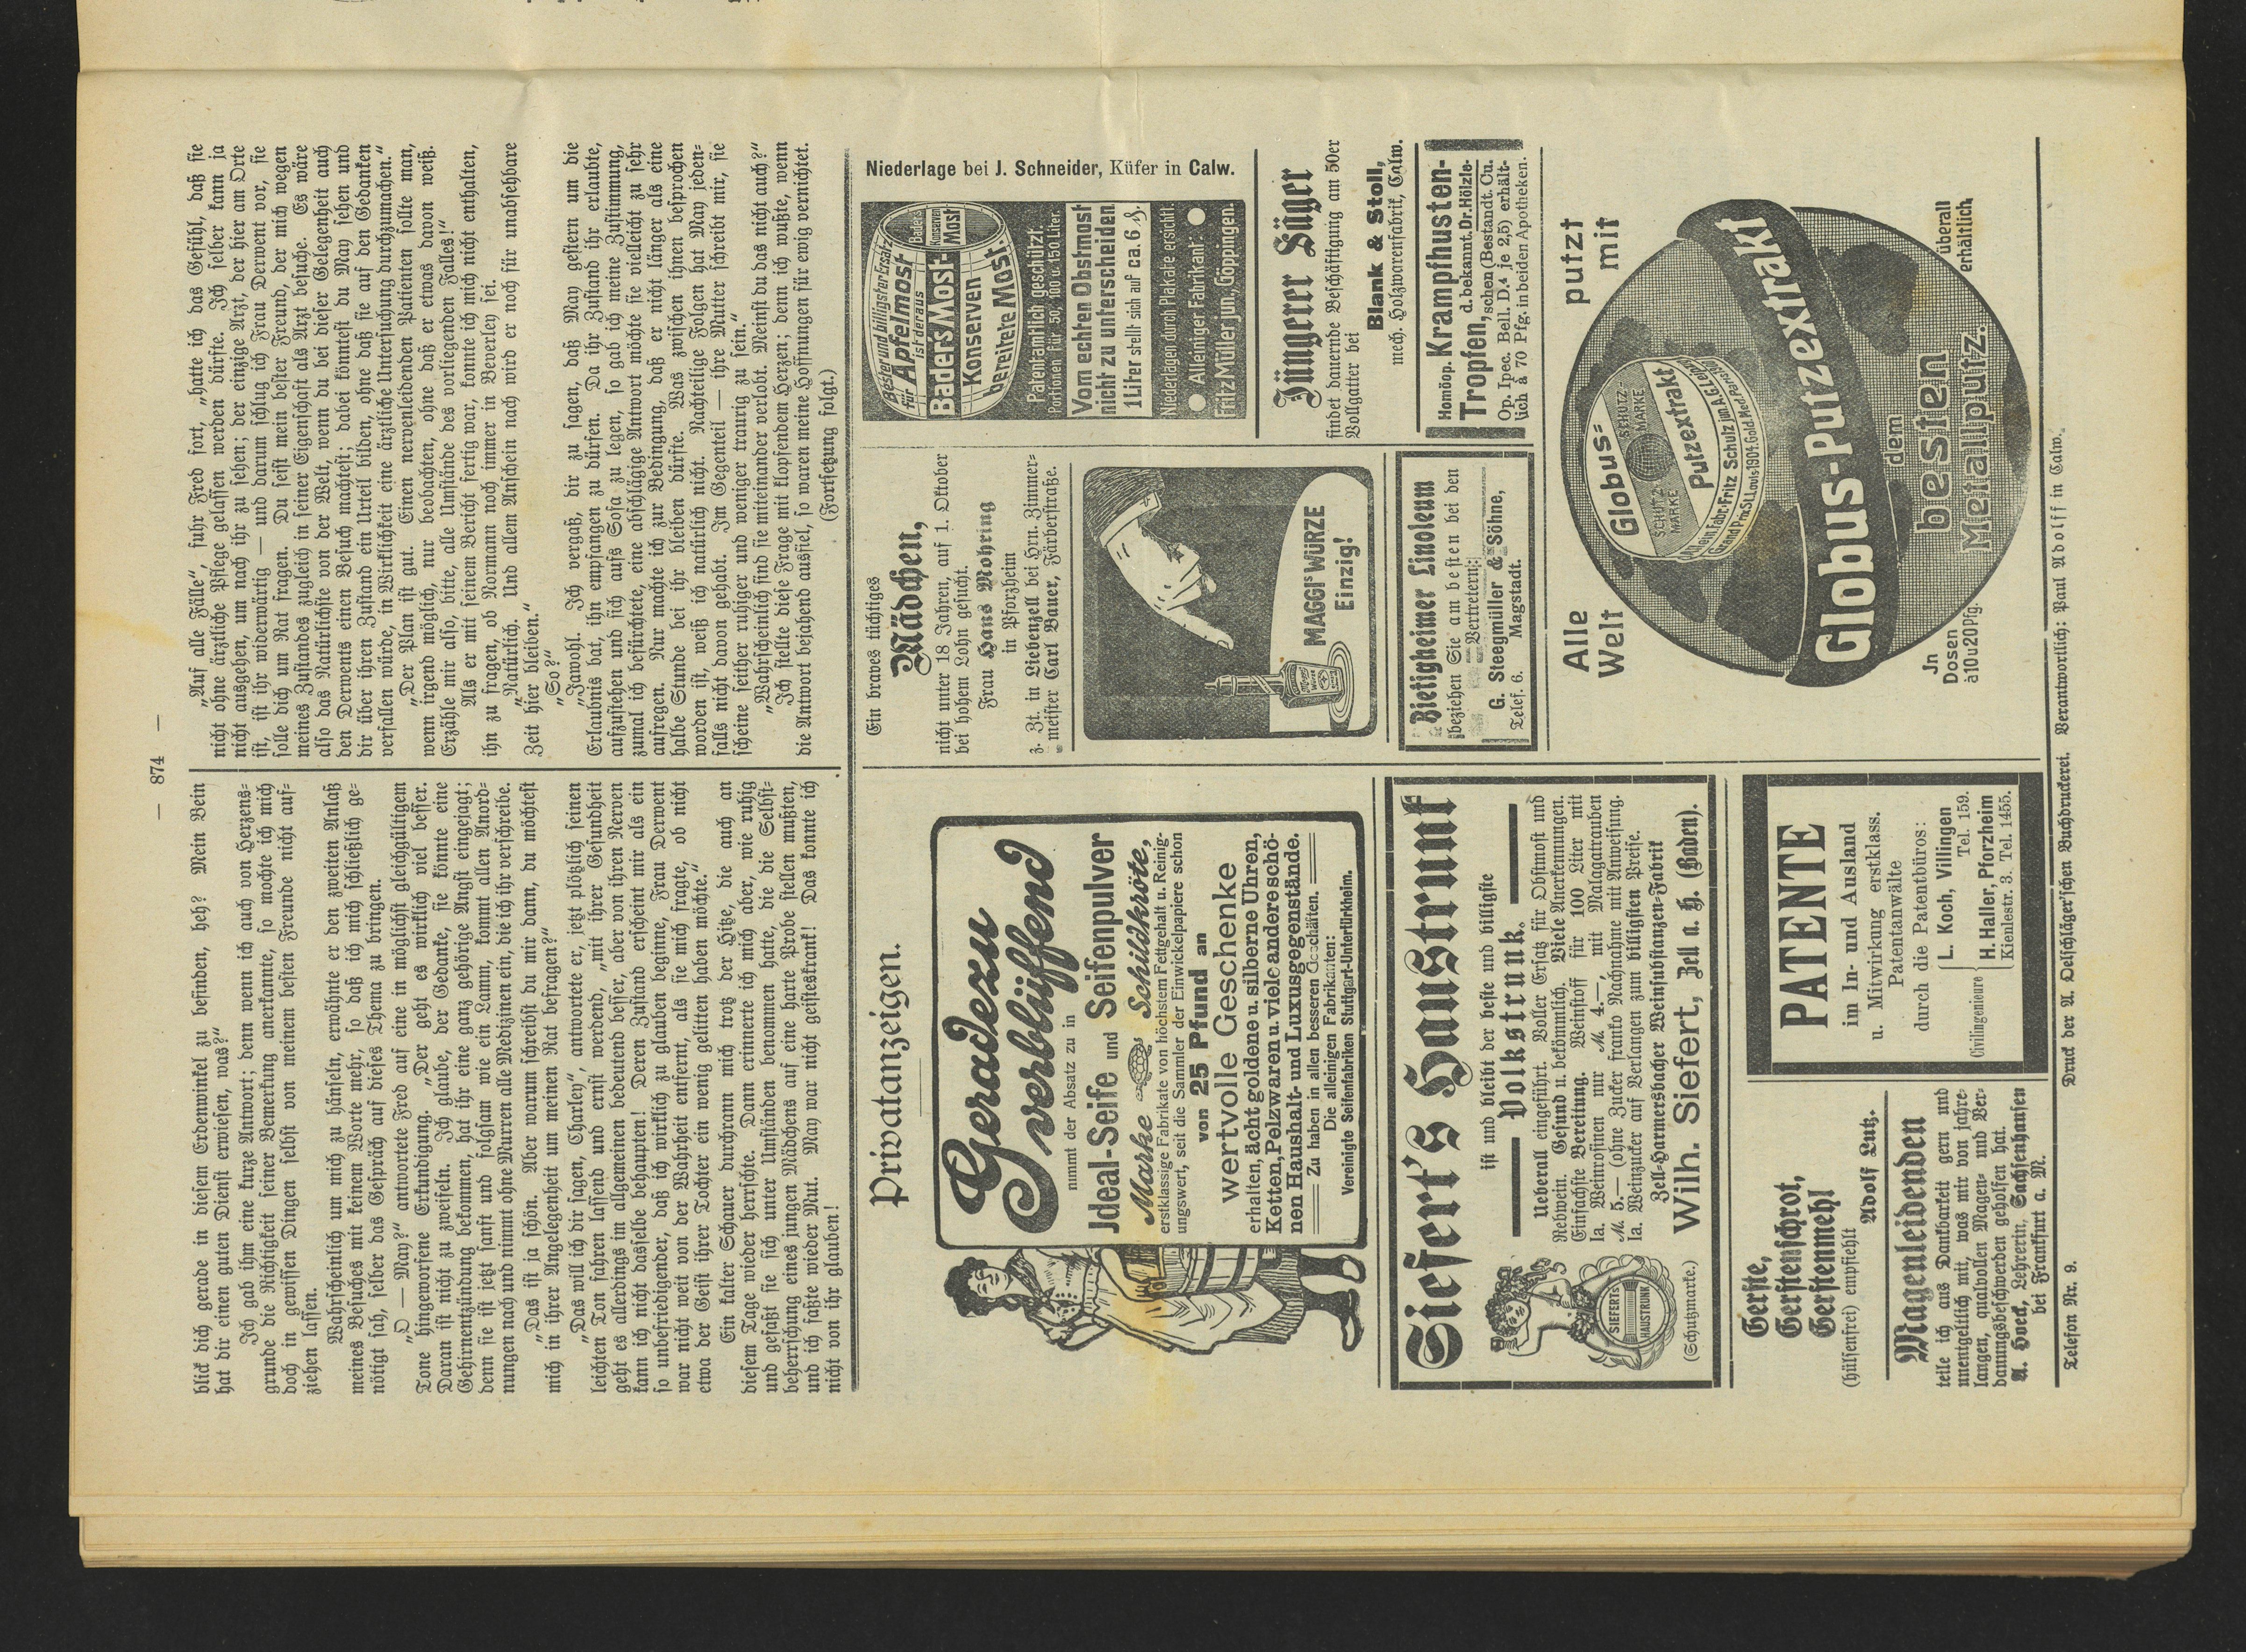 — 874 —
blick dich gerade in diesem Erdenwinkel zu befinden, heh? Mein Bein
hat dir einen guten Dienst erwiesen, was?“
Ich gab ihm eine kurze Antwort; denn wenn ich auch von Herzens-
grunde die Richtigkeit seiner Bemerkung anerkannte, so mochte ich mich
doch in gewissen Dingen selbst von meinem besten Freunde nicht auf-
ziehen lassen.
Wahrscheinlich um mich zu hänseln, erwähnte er den zweiten Anlaß
meines Besuches mit keinem Worte mehr, so daß ich mich schließlich ge-
nötigt sah, selber das Gespräch auf dieses Thema zu bringen.
„O — May?“ antwortete Fred auf eine in möglichst gleichgültigem
Tone hingeworfene Erkundigung. „Der geht es wirklich viel besser.
Daran ist nicht zu zweifeln. Ich glaube, der Gedanke, sie könnte eine
Gehirnentzündung bekommen, hat ihr eine ganz gehörige Angst eingejagt;
denn sie ist jetzt sanft und folgsam wie ein Lamm, kommt allen Anord-
nungen nach und nimmt ohne Murren alle Medizinen ein, die ich ihr verschreibe.
„Das ist ja schön. Aber warum schreibst du mir dann, du möchtest
mich in ihrer Angelegenheit um meinen Rat befragen?“
„Das will ich dir sagen, Charley“, antwortete er, jetzt plötzlich seinen
leichten Ton fahren lassend und ernst werdend, „mit ihrer Gesundheit
geht es allerdings im allgemeinen bedeutend besser, aber von ihren Nerven
kann ich nicht dasselbe behaupten! Deren Zustand erscheint mir als ein
so unbefriedigender, daß ich wirklich zu glauben beginne, Frau Derwent
war nicht weit von der Wahrheit entfernt, als sie mich fragte, ob nicht
etwa der Geist ihrer Tochter ein wenig gelitten haben möchte.“
Ein kalter Schauer durchrann mich trotz der Hitze, die auch an
diesem Tage wieder herrschte. Dann erinnerte ich mich aber, wie ruhig
und gefaßt sie sich unter Umständen benommen hatte, die die Selbst-
beherrschung eines jungen Mädchens auf eine harte Probe stellen mußten,
und ich faßte wieder Mut. May war nicht geisteskrank! Das konnte ich
nicht von ihr glauben!
„Auf alle Fälle“, fuhr Fred fort, „hatte ich das Gefühl, daß sie
nicht ohne ärztliche Pflege gelassen werden dürfte. Ich selber kann ja
nicht ausgehen, um nach ihr zu sehen; der einzige Arzt, der hier am Orte
ist, ist ihr widerwärtig — und darum schlug ich Frau Derwent vor, sie
solle dich um Rat fragen. Du seist mein bester Freund, der mich wegen
meines Zustandes zugleich in seiner Eigenschaft als Arzt besuche. Es wäre
also das Natürlichste von der Welt, wenn du bei dieser Gelegenheit auch
den Derwents einen Besuch machtest; dabei könntest du May sehen und
dir über ihren Zustand ein Urteil bilden, ohne daß sie auf den Gedanken
verfallen würde, in Wirklichkeit eine ärztliche Untersuchung durchzumachen.“
„Der Plan ist gut. Einen nervenleidenden Patienten sollte man,
wenn irgend möglich, nur beobachten, ohne daß er etwas davon weiß.
Erzähle mir also, bitte, alle Umstände des vorliegenden Falles!“
Als er mit seinem Bericht fertig war, konnte ich mich nicht enthalten,
ihn zu fragen, ob Normann noch immer in Beverley sei.
„Natürlich. Und allem Anschein nach wird er noch für unabsehbare
Zeit hier bleiben.“
„So?“
„Jawohl. Ich vergaß, dir zu sagen, daß May gestern um die
Erlaubnis bat, ihn empfangen zu dürfen. Da ihr Zustand ihr erlaubte,
aufzustehen und sich aufs Sofa zu legen, so gab ich meine Zustimmung,
zumal ich befürchtete, eine abschlägige Antwort möchte sie vielleicht zu sehr
aufregen. Nur machte ich zur Bedingung, daß er nicht länger als eine
halbe Stunde bei ihr bleiben dürfte. Was zwischen ihnen besprochen
worden ist, weiß ich natürlich nicht. Nachteilige Folgen hat May jeden-
falls nicht davon gehabt. Im Gegenteil — ihre Mutter schreibt mir, sie
scheine seither ruhiger und weniger traurig zu sein.“
„Wahrscheinlich sind sie miteinander verlobt. Meinst du das nicht auch?“
Ich stellte diese Frage mit klopfendem Herzen; denn ich wußte, wenn
die Antwort bejahend ausfiel, so waren meine Hoffnungen für ewig vernichtet.
(Fortsetzung folgt.)
Privatanzeigen.
Geradezu
verblüffend
nimmt der Absatz zu in
Ideal-Seife und Seifenpulver
Marke Schildkröte,
erstklassige Fabrikate von höchstem Fettgehalt u. Reinig-
ungswert, seit die Sammler der Einwickelpapiere schon
von 25 Pfund an
wertvolle Geschenke
erhalten, ächt goldene u. silberne Uhren,
Ketten, Pelzwaren u. viele andere schö-
nen Haushalt- und Luxusgegenstände.
Zu haben in allen besseren Geschäften.
Die alleinigen Fabrikanten:
Vereinigte Seifenfabriken Stuttgart-Untertürkheim.
Siefert's Haustrunk
ist und bleibt der beste und billigste
Volkstrunk.
Ueberall eingeführt. Voller Ersatz für Obstmost und
Rebwein. Gesund u. bekömmlich. Viele Anerkennungen.
Einfachste Bereitung. Weinstoff für 100 Liter mit
Ia. Weinrosinen nur M. 4.—, mit Malagatrauben
M. 5.— (ohne Zucker franko Nachnahme mit Anweisung.
Ia. Weinzucker auf Verlangen zum billigsten Preise.
Zell-Harmersbacher Weinsubstanzen-Fabrik
Wilh. Siefert, Zell a. H. (Baden).
SIEFERTS
HAUSTRUNK
(Schutzmarke.)
Gerste,
Gerstenschrot,
Gerstenmehl
(hülsenfrei) empfiehlt
Adolf Lutz.
Magenleidenden
teile ich aus Dankbarkeit gern und
unentgeltlich mit, was mir von jahre-
langen, qualvollen Magen- und Ver-
dauungsbeschwerden geholfen hat.
A. Hoeck, Lehrerin, Sachsenhausen
bei Frankfurt a. M.
PATENTE
im In- und Ausland
u. Mitwirkung erstklass.
Patentanwälte
durch die Patentbüros:
Civilingenieure
L. Koch, Villingen
Tel. 159.
H. Haller, Pforzheim
Kienlestr. 3. Tel. 1455.
Ein braves tüchtiges
Mädchen,
nicht unter 18 Jahren, auf 1. Oktober
bei hohem Lohn gesucht.
Frau Hans Mohring
in Pforzheim
z. Zt. in Liebenzell bei Hrn. Zimmer-
meister Carl Bauer, Färberstraße.
MAGGI's WÜRZE
Einzig!
Bietigheimer Linoleum
beziehen Sie am besten bei den
Vertretern:
G. Steegmüller & Söhne,
Telef. 6. Magstadt.
Bester und billigster Ersatz
für Apfelmost
ist der aus
Bader's Most-
Konserven
bereitete Most.
Baders
Konserven
Most
Patentamtlich geschützt.
Portionen für 50, 100 u. 150 Liter.
Vom echten Obstmost
nicht zu unterscheiden
1 Liter stellt sich auf ca. 6 ₰.
Niederlagen durch Plakate ersichtl.
Alleiniger Fabrikant:
Fritz Müller jun., Göppingen.
Niederlage bei J. Schneider, Küfer in Calw.
Jüngerer Säger
findet dauernde Beschäftigung am 50er
Vollgatter bei
Blank & Stoll,
mech. Holzwarenfabrik, Calw.
Homöop. Krampfhusten-
Tropfen, d. bekannt. Dr. Hölzle-
schen (Bestandt. Cu.
Op. Ipec. Bell. D.4 je 2,5) erhält-
lich à 70 Pfg. in beiden Apotheken.
Alle
Welt
putzt
mit
Globus-
SCHUTZ-MARKE
SCHUTZ-MARKE
Putzextrakt
Allein. Fabr. Fritz Schulz jun. A.G. Leipzig
Grand Prix St. Louis 1904. Gold. Med. Paris
Globus-Putzextrakt
dem
besten
Metallputz.
In
Dosen
à 10 u 20 Pfg.
überall
erhältlich
Telefon Nr. 9. Druck der A. Oelschläger'schen Buchdruckerei. Verantwortlich: Paul Adolff in Calw.